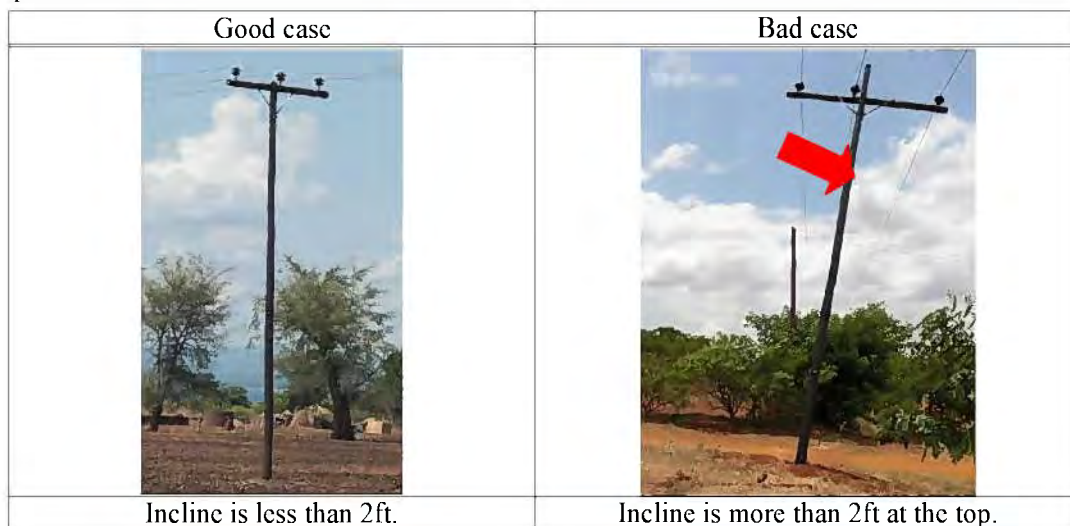 Good case
Bad case
Incline is less than 2ft.
Incline is more than 2ft at the top.